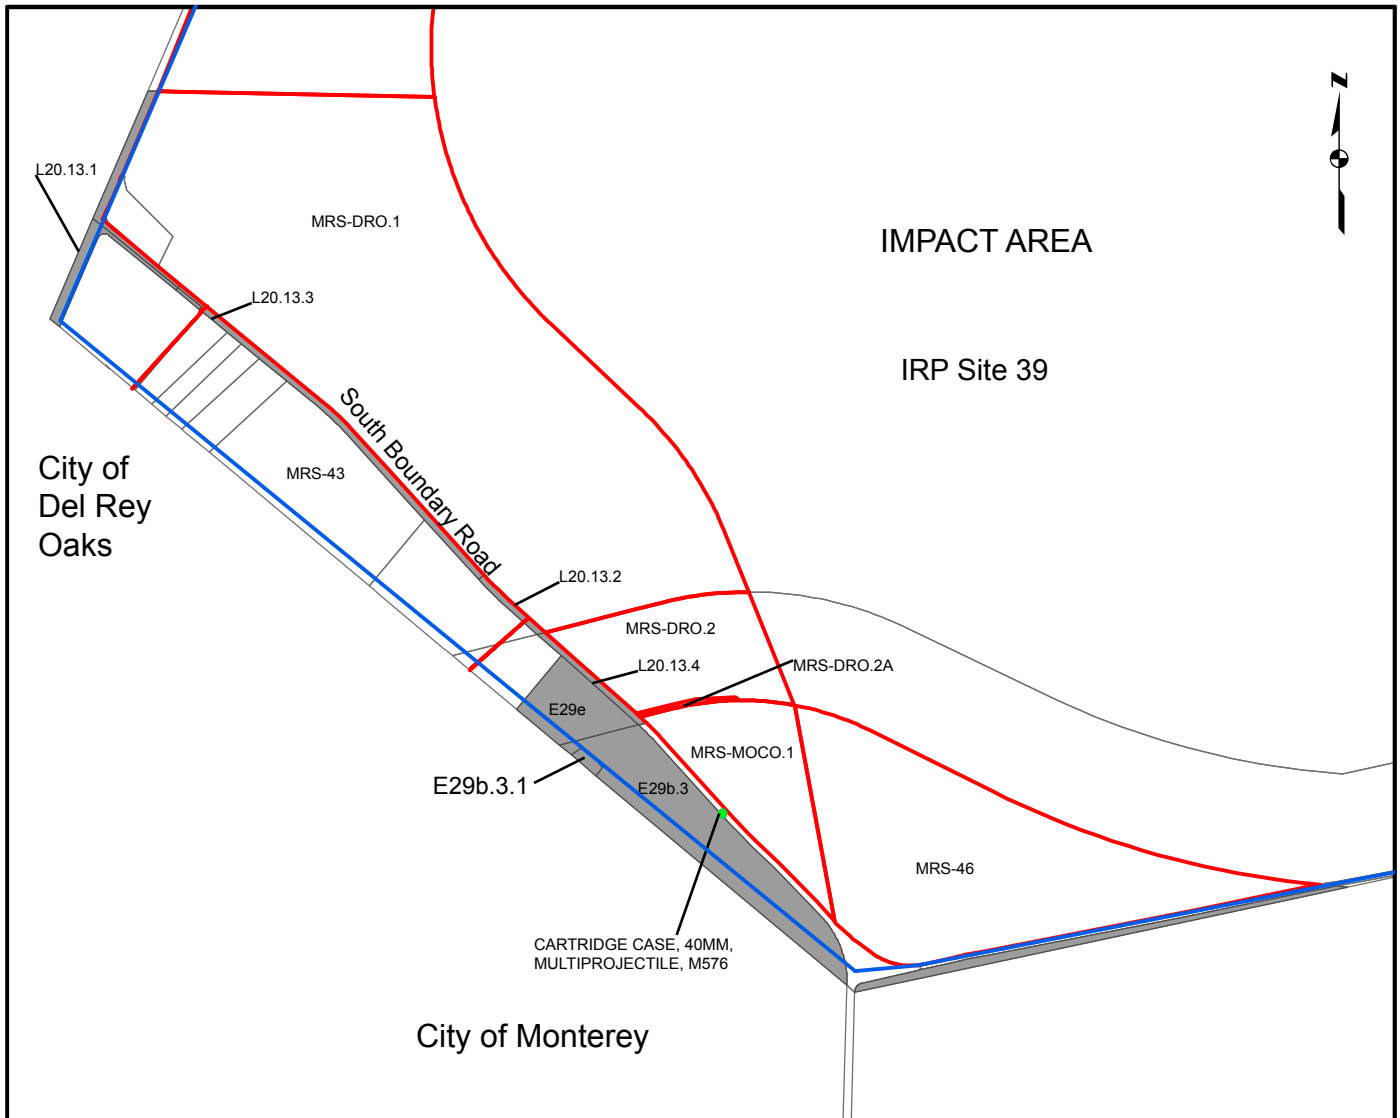 N
L20.13.1
MRS-DRO.1
IMPACT AREA
L20.13.3
IRP Site 39
South Boundary Road
City of
Del Rey
Oaks
MRS-43
L20.13.2
MRS-DRO.2
L20.13.4
MRS-DRO.2A
E29e
MRS-MOCO.1
E29b.3.1
E29b.3
MRS-46
CARTRIDGE CASE, 40MM,
MULTIPROJECTILE, M576
City of Monterey